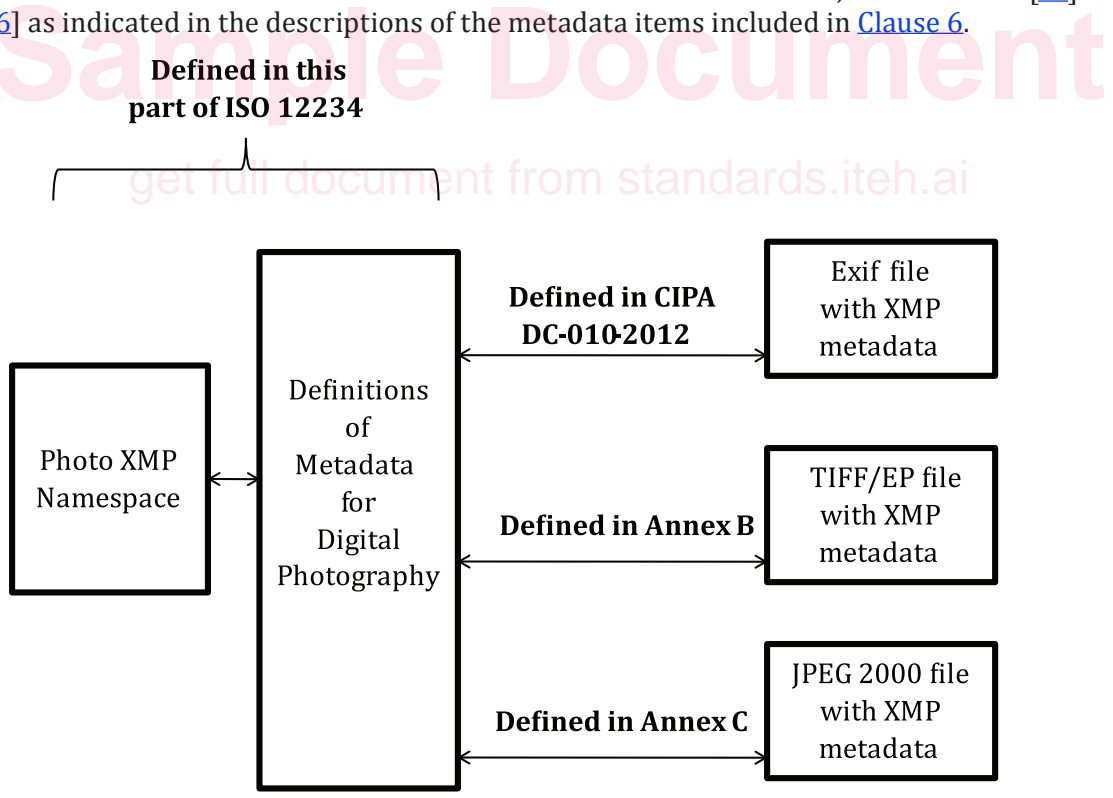 6] as indicated in the descriptions of the metadata items included in Clause 6.
Sample Document
Defined in this
part of ISO 12234
get full document from standards.iteh.ai
Exif file
with XMP
metadata
Defined in CIPA
DC-010-2012
Definitions
of
Metadata
for
Digital
Photography
Photo XMP
Namespace
TIFF/EP file
with XMP
metadata
Defined in Annex B
JPEG 2000 file
with XMP
metadata
Defined in Annex C